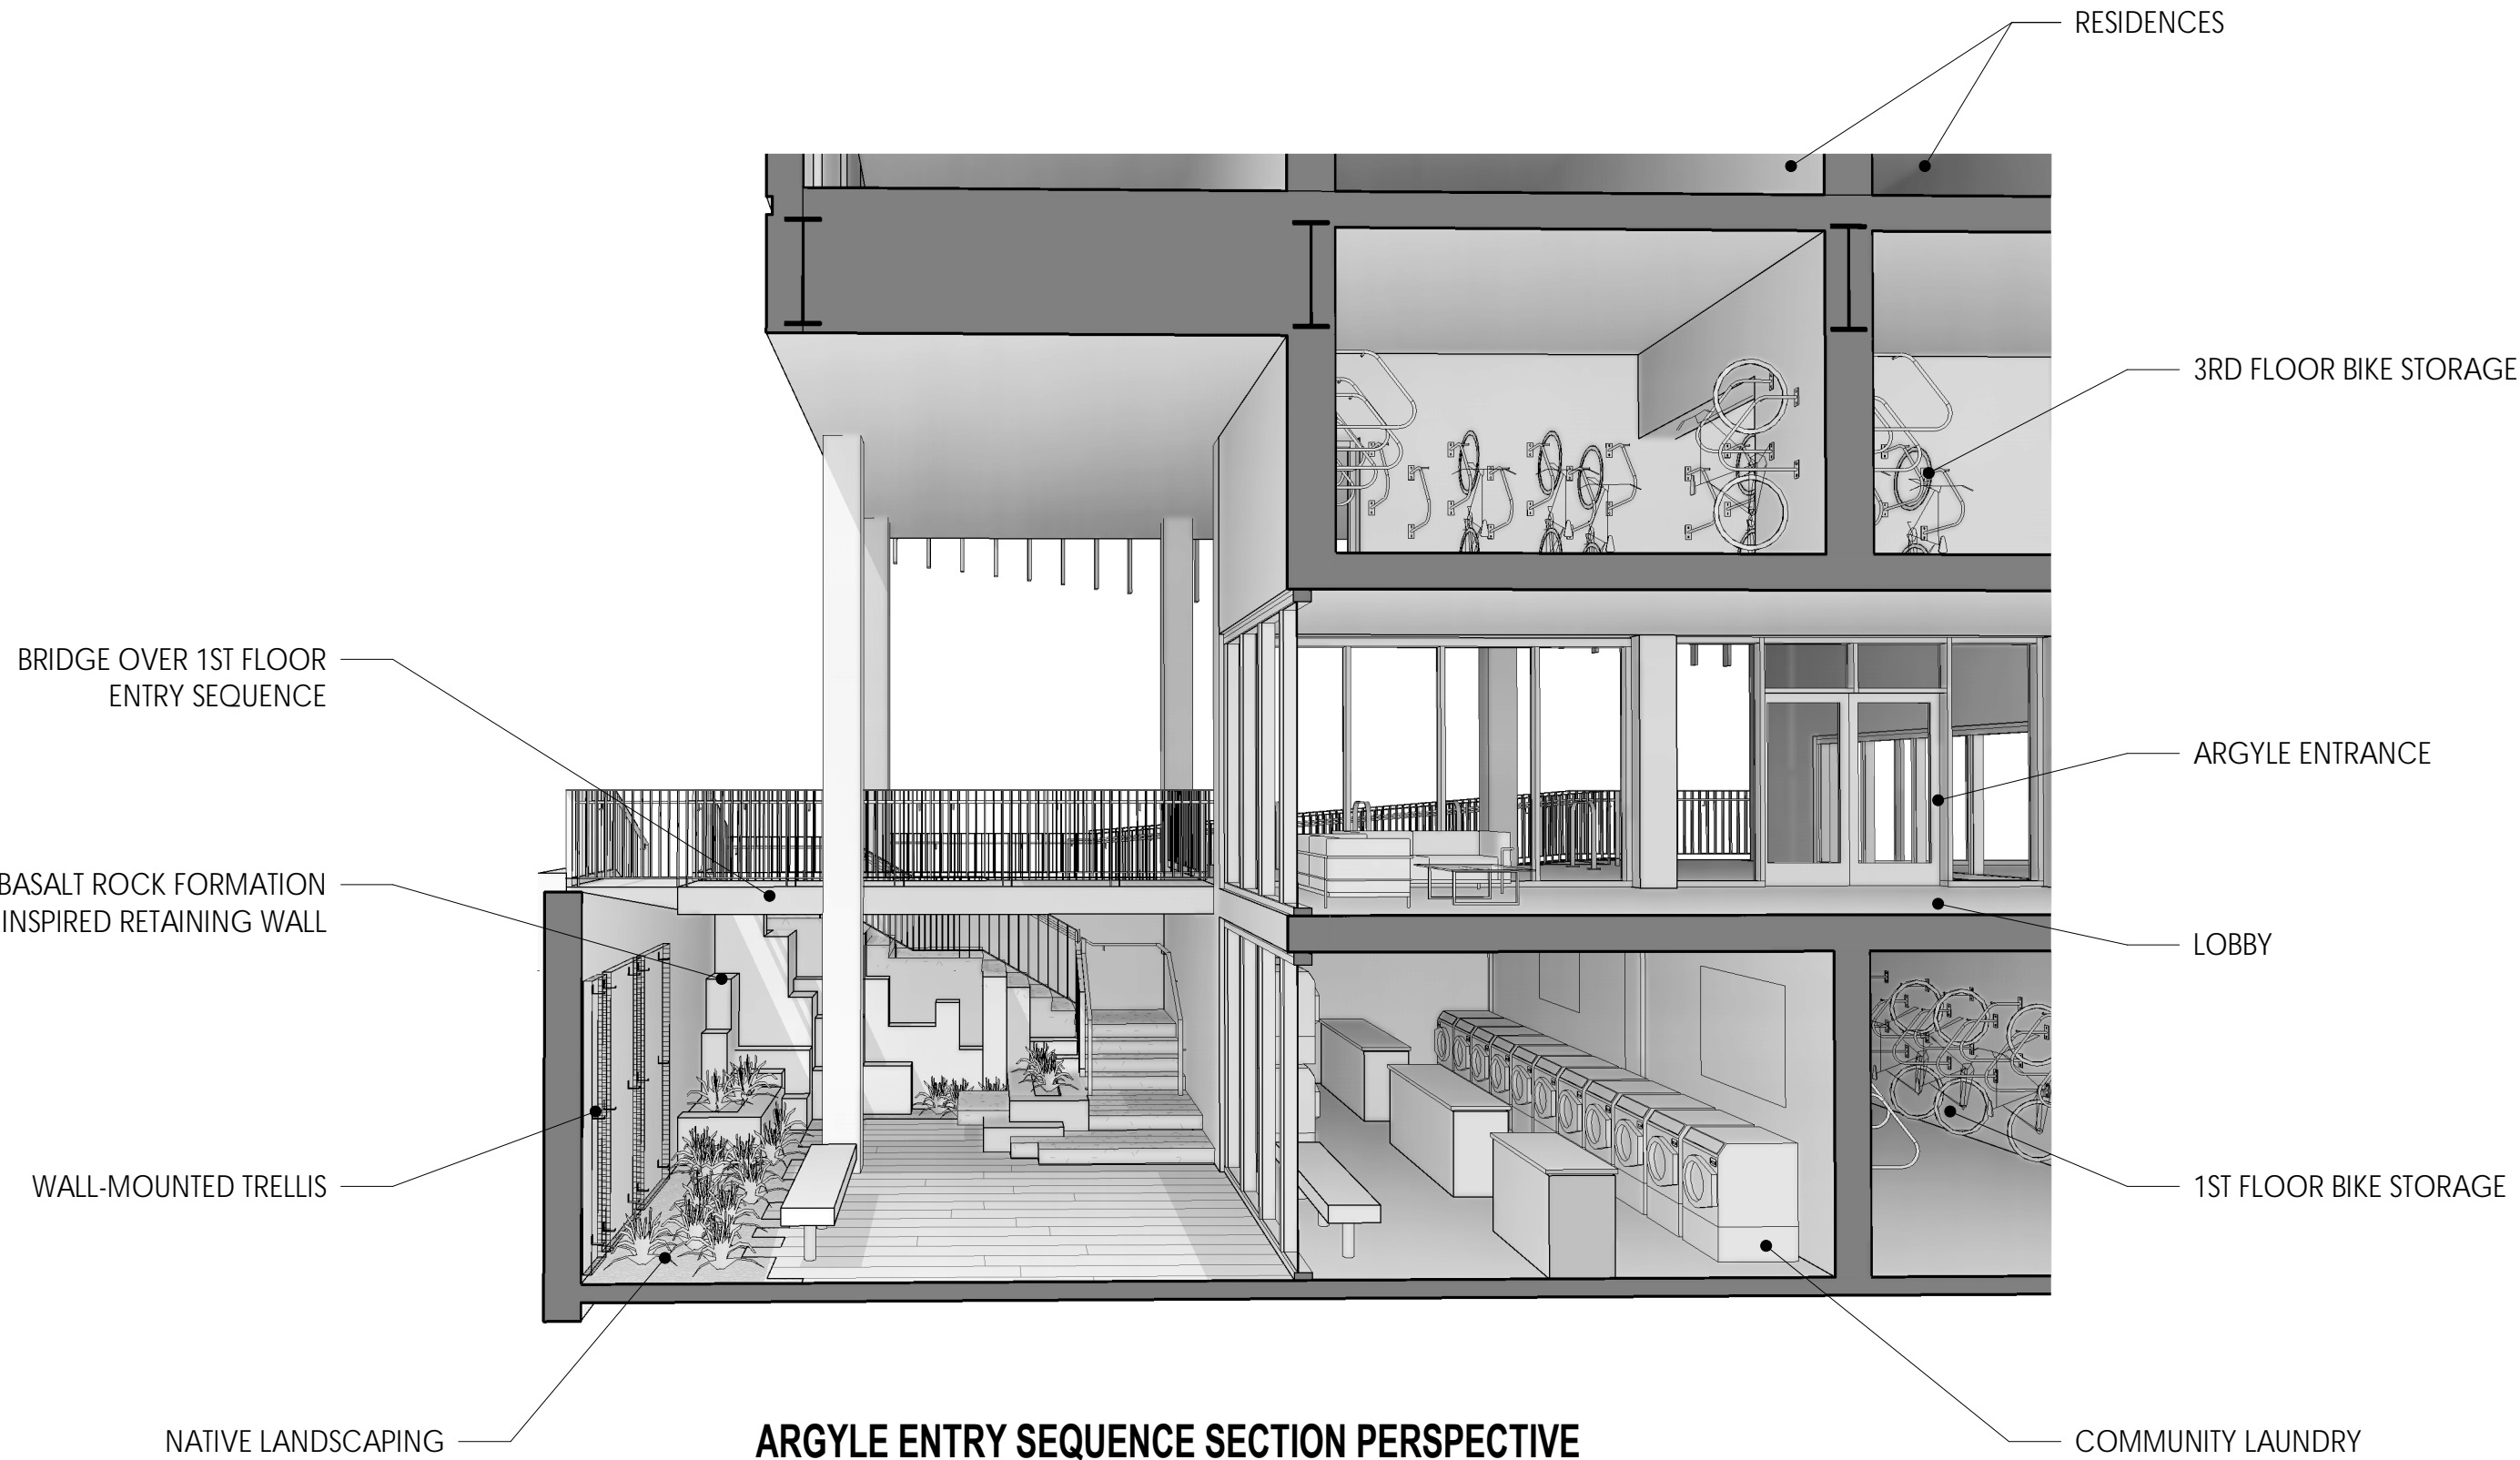 RESIDENCES
3RD FLOOR BIKE STORAGE
BRIDGE OVER 1ST FLOOR
ENTRY SEQUENCE
ARGYLE ENTRANCE
BASALT ROCK FORMATION
INSPIRED RETAINING WALL
LOBBY
WALL-MOUNTED TRELLIS
1ST FLOOR BIKE STORAGE
NATIVE LANDSCAPING
COMMUNITY LAUNDRY
ARGYLE ENTRY SEQUENCE SECTION PERSPECTIVE